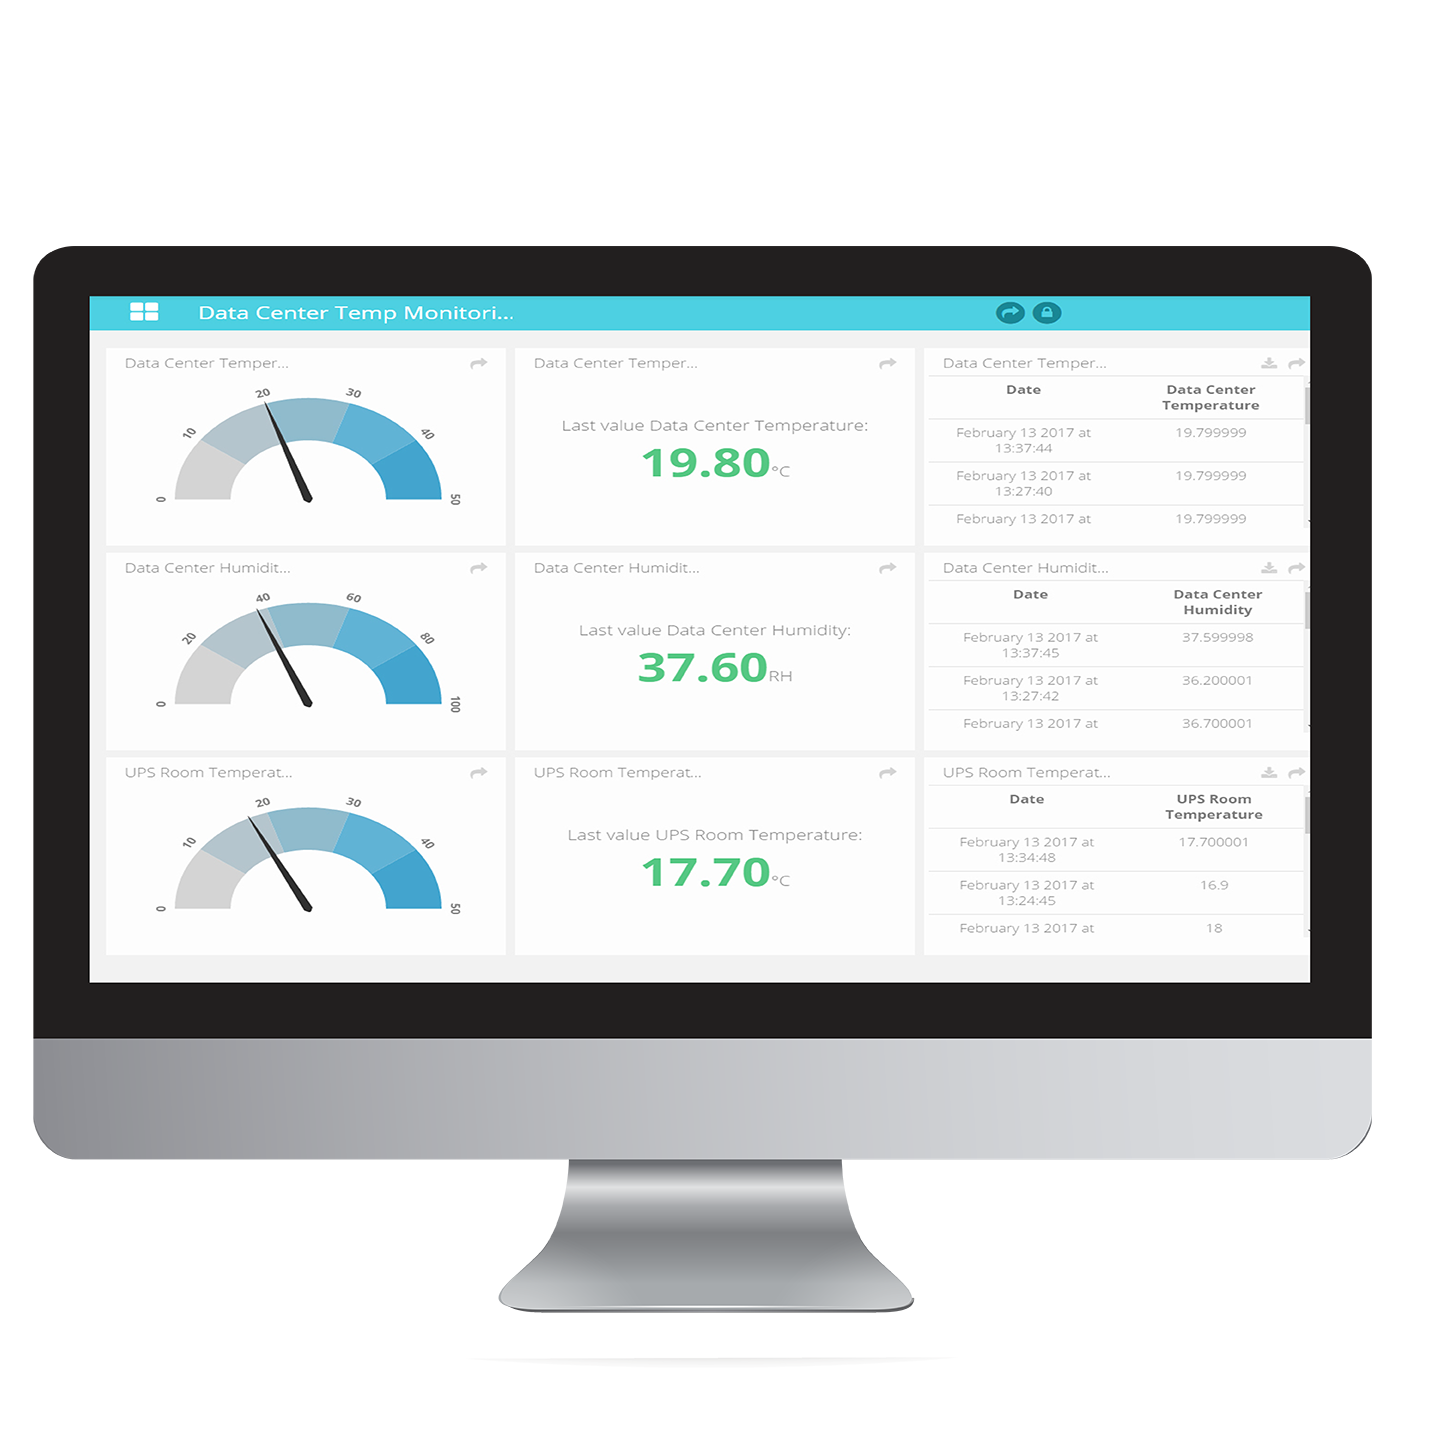 Data Center Temp Monitori...
Data Center Temper...
0
10
20
30
40
50
Data Center Temper...
Last value Data Center Temperature:
19.80°C
Data Center Temper...
Date Data Center
Temperature
February 13 2017 at 19.799999
13:37:44
February 13 2017 at 19.799999
13:27:40
February 13 2017 at 19.799999
Data Center Humidit...
0
20
40
60
80
100
Data Center Humidit...
Last value Data Center Humidity:
37.60RH
Data Center Humidit...
Date Data Center
Humidity
February 13 2017 at 37.599998
13:37:45
February 13 2017 at 36.200001
13:27:42
February 13 2017 at 36.700001
UPS Room Temperat...
0
10
20
30
40
50
UPS Room Temperat...
Last value UPS Room Temperature:
17.70°C
UPS Room Temperat...
Date UPS Room
Temperature
February 13 2017 at 17.700001
13:34:48
February 13 2017 at 16.9
13:24:45
February 13 2017 at 18